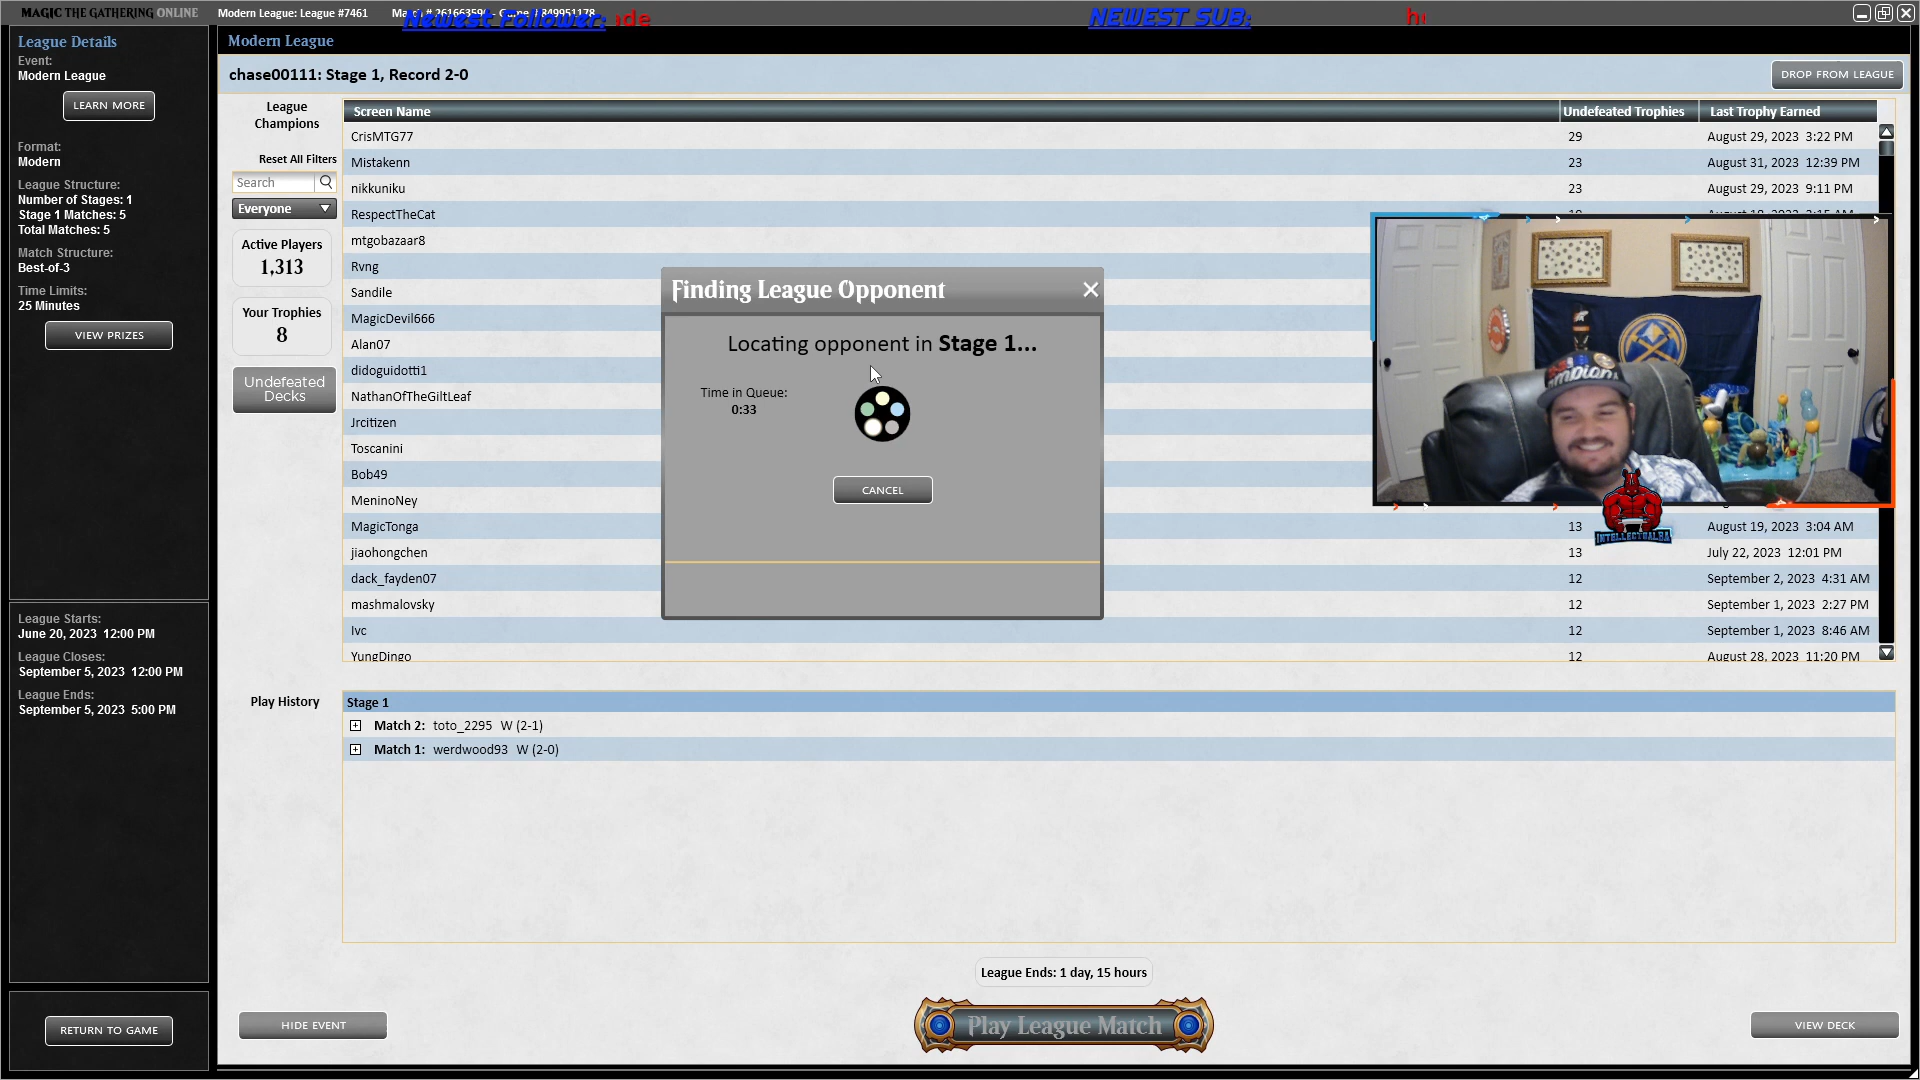 MAGIC THE GATHERING ONLINE
Modern League: League #7461
Newest Follower:
NEWEST SUB:
League Details
Event:
Modern League
LEARN MORE
Format:
Modern
League Structure:
Number of Stages: 1
Stage 1 Matches: 5
Total Matches: 5
Match Structure:
Best-of-3
Time Limits:
25 Minutes
VIEW PRIZES
League Starts:
June 20, 2023 12:00 PM
League Closes:
September 5, 2023 12:00 PM
League Ends:
September 5, 2023 5:00 PM
RETURN TO GAME
Modern League
chase00111: Stage 1, Record 2-0
DROP FROM LEAGUE
League
Champions
Reset All Filters
Search
Everyone
Active Players
1,313
Your Trophies
8
Undefeated
Decks
Screen Name Undefeated Trophies Last Trophy Earned
CrisMTG77 29 August 29, 2023 3:22 PM
Mistakenn 23 August 31, 2023 12:39 PM
nikkuniku 23 August 29, 2023 9:11 PM
RespectTheCat
mtgobazaar8
Rvng
Sandile
MagicDevil666
Alan07
didoguidotti1
NathanOfTheGiltLeaf
Jrcitizen
Toscanini
Bob49
MeninoNey
MagicTonga 13 August 19, 2023 3:04 AM
jiaohongchen 13 July 22, 2023 12:01 PM
dack_fayden07 12 September 2, 2023 4:31 AM
mashmalovsky 12 September 1, 2023 2:27 PM
lvc 12 September 1, 2023 8:46 AM
YungDingo 12 August 28, 2023 11:20 PM
Finding League Opponent
Locating opponent in Stage 1...
Time in Queue:
0:33
CANCEL
Play History
Stage 1
Match 2: toto_2295 W (2-1)
Match 1: werdwood93 W (2-0)
League Ends: 1 day, 15 hours
HIDE EVENT
Play League Match
VIEW DECK